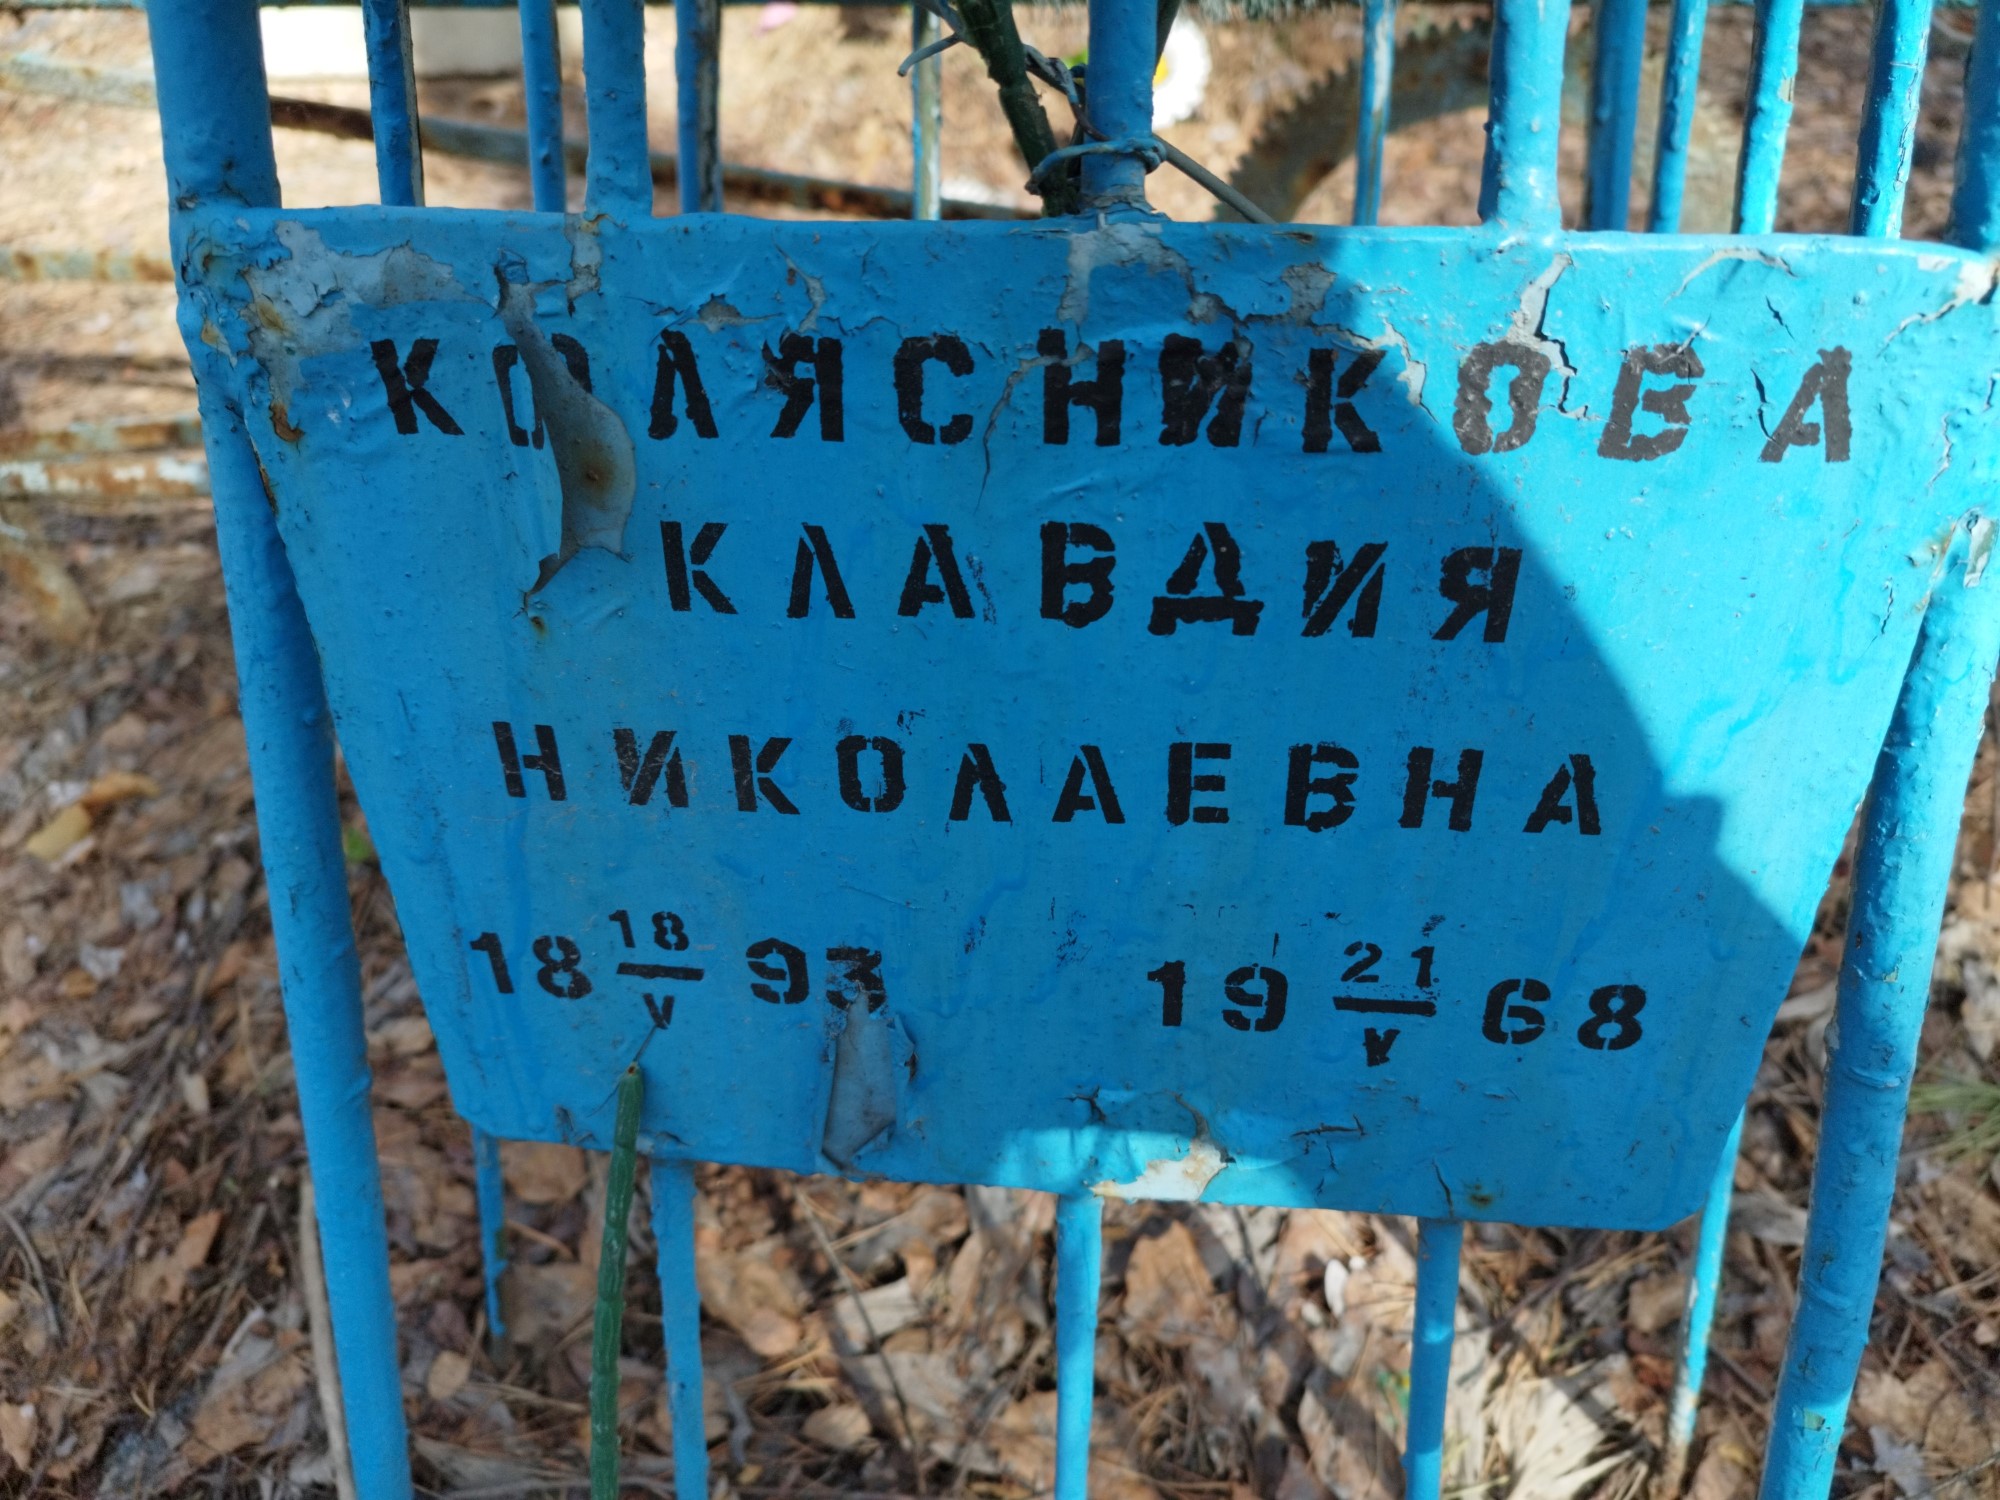 КОЛЯСНИКОВА
КЛАВДИЯ
НИКОЛАЕВНА
18 18/V 93 19 21/V 68